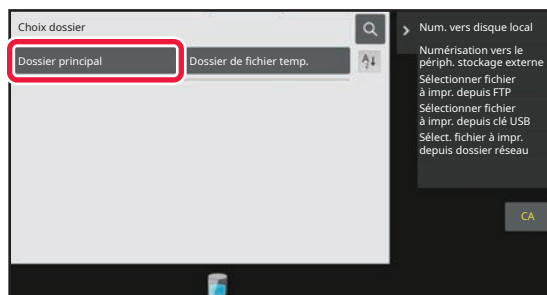 Choix dossier
Dossier principal
Dossier de fichier temp.
Num. vers disque local
Numérisation vers le
périph. stockage externe
Sélectionner fichier
à impr. depuis FTP
Sélectionner fichier
à impr. depuis clé USB
Sélect. fichier à impr.
depuis dossier réseau
CA